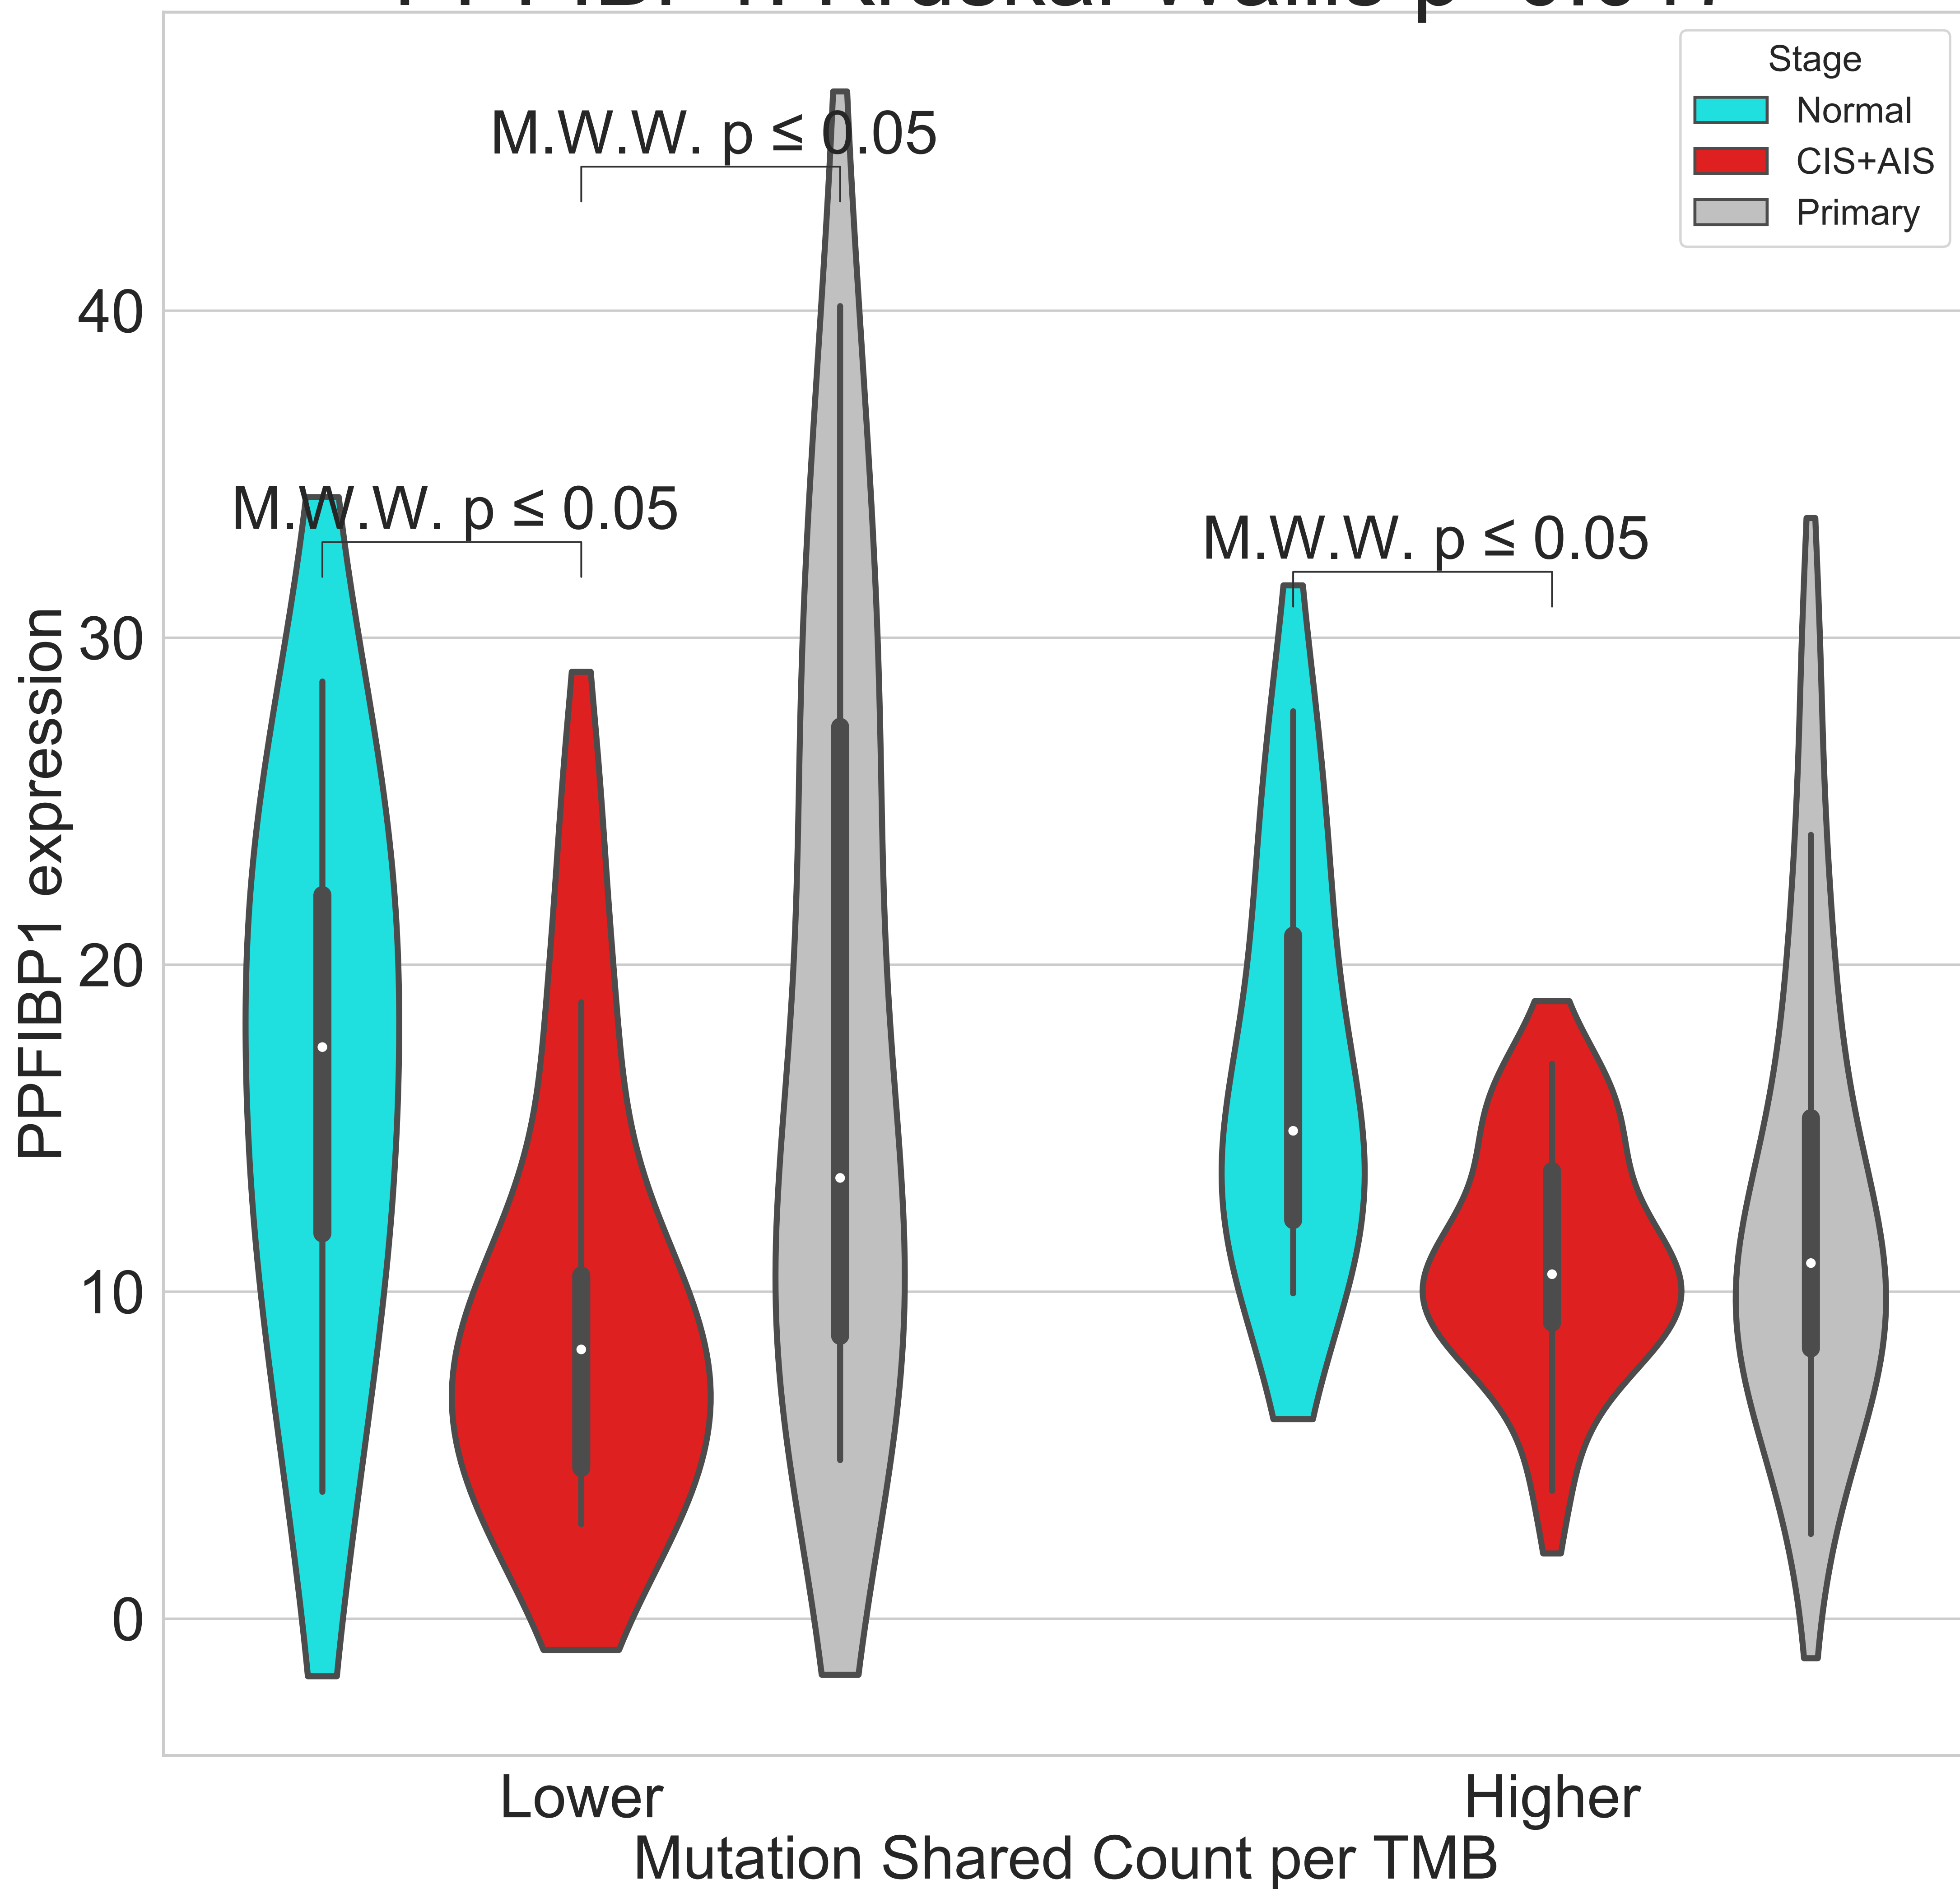 Stage
Normal
CIS+AIS
Primary
M.W.W. p ≤ 0.05
M.W.W. p ≤ 0.05
M.W.W. p ≤ 0.05
40
30
20
10
0
PPFIBP1 expression
Lower
Higher
Mutation Shared Count per TMB